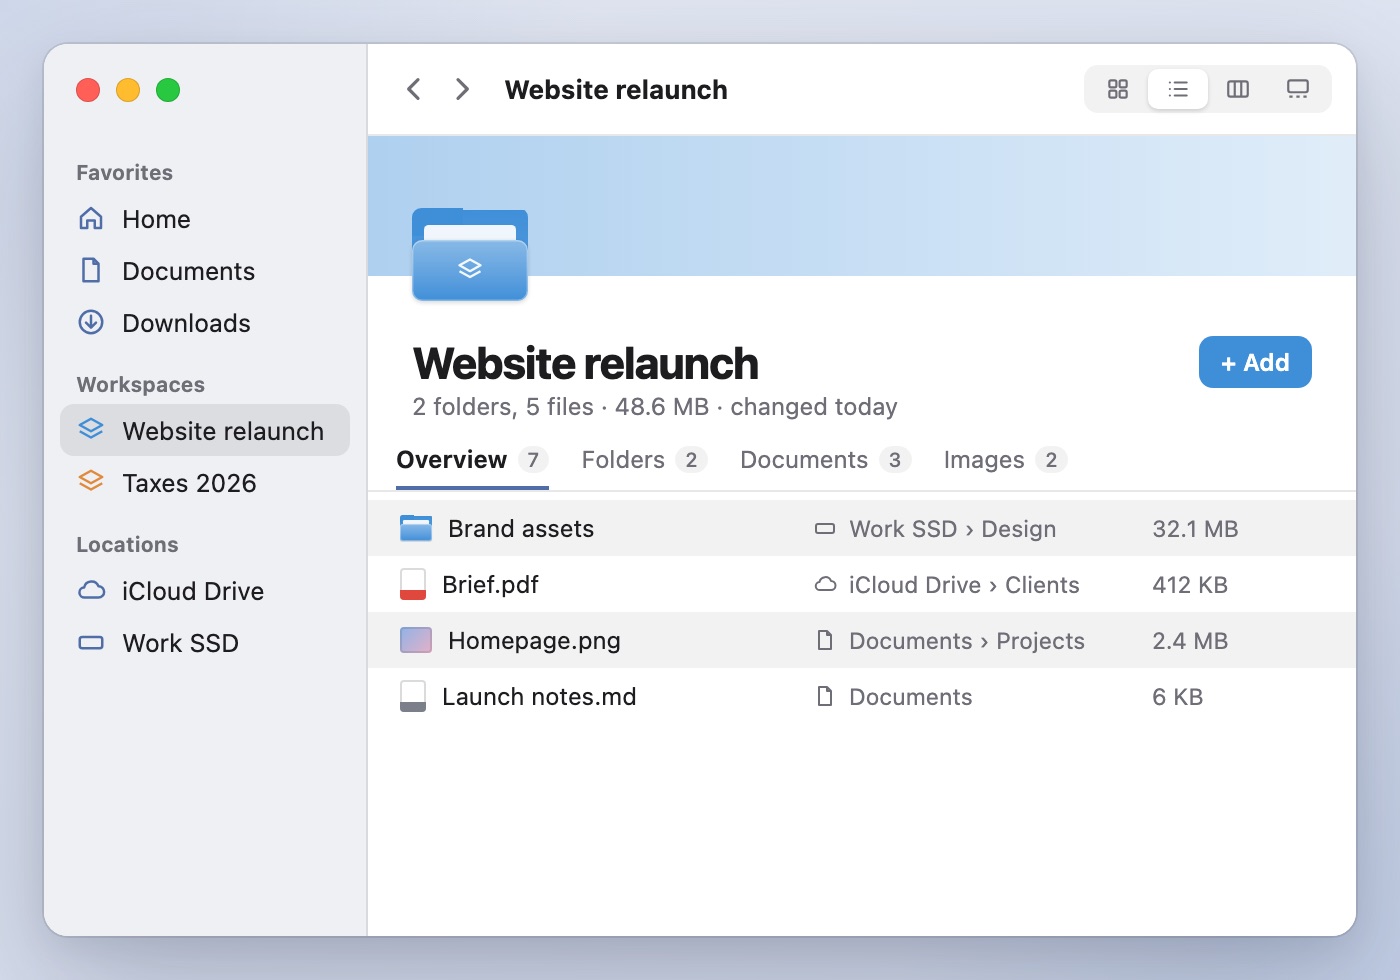 Website relaunch
Favorites
Home
Documents
Downloads
Workspaces
Website relaunch
Taxes 2026
Locations
iCloud Drive
Work SSD
Website relaunch
+ Add
2 folders, 5 files · 48.6 MB · changed today
Overview 7 Folders 2 Documents 3 Images 2
Brand assets Work SSD › Design 32.1 MB
Brief.pdf iCloud Drive › Clients 412 KB
Homepage.png Documents › Projects 2.4 MB
Launch notes.md Documents 6 KB